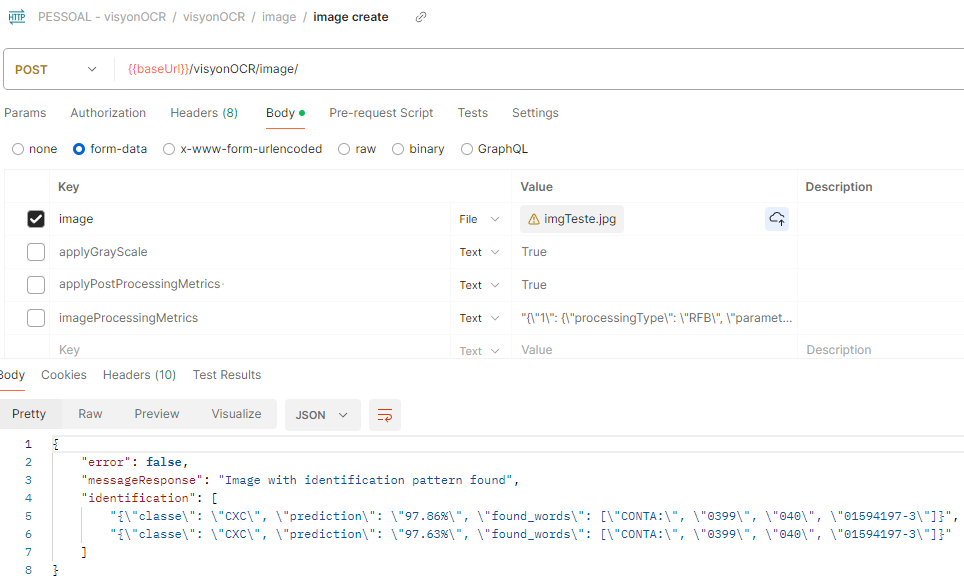 HTTP PESSOAL - visyonOCR / visyonOCR / image / image create
POST {{baseUrl}}/visyonOCR/image/
Params Authorization Headers (8) Body Pre-request Script Tests Settings
none form-data x-www-form-urlencoded raw binary GraphQL
Key Value Description
image File imgTeste.jpg
applyGrayScale Text True
applyPostProcessingMetrics Text True
imageProcessingMetrics Text "{\"1\": {\"processingType\": \"RFB\", \"paramet...
Key Text Value Description
Body Cookies Headers (10) Test Results
Pretty Raw Preview Visualize JSON
1 {
2 "error": false,
3 "messageResponse": "Image with identification pattern found",
4 "identification": [
5 "{\"classe\": \"CXC\", \"prediction\": \"97.86%\", \"found_words\": [\"CONTA:\", \"0399\", \"040\", \"01594197-3\"]}",
6 "{\"classe\": \"CXC\", \"prediction\": \"97.63%\", \"found_words\": [\"CONTA:\", \"0399\", \"040\", \"01594197-3\"]}"
7 ]
8 }